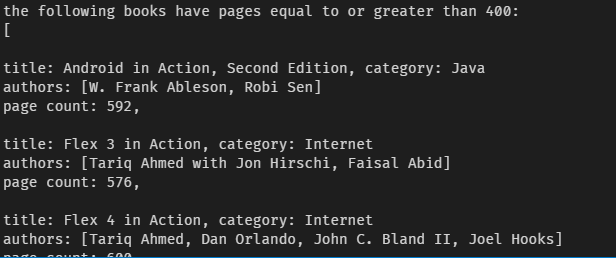 the following books have pages equal to or greater than 400:
[
title: Android in Action, Second Edition, category: Java
authors: [W. Frank Ableson, Robi Sen]
page count: 592,
title: Flex 3 in Action, category: Internet
authors: [Tariq Ahmed with Jon Hirschi, Faisal Abid]
page count: 576,
title: Flex 4 in Action, category: Internet
authors: [Tariq Ahmed, Dan Orlando, John C. Bland II, Joel Hooks]
page count: 600